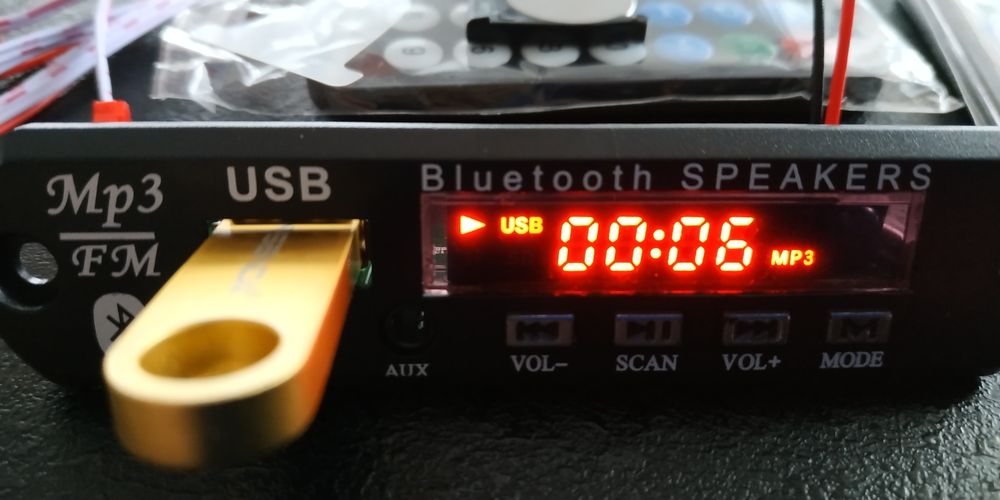 Mp3
FM
USB
Bluetooth SPEAKERS
USB 00:06 MP3
AUX
VOL−
SCAN
VOL+
MODE
M